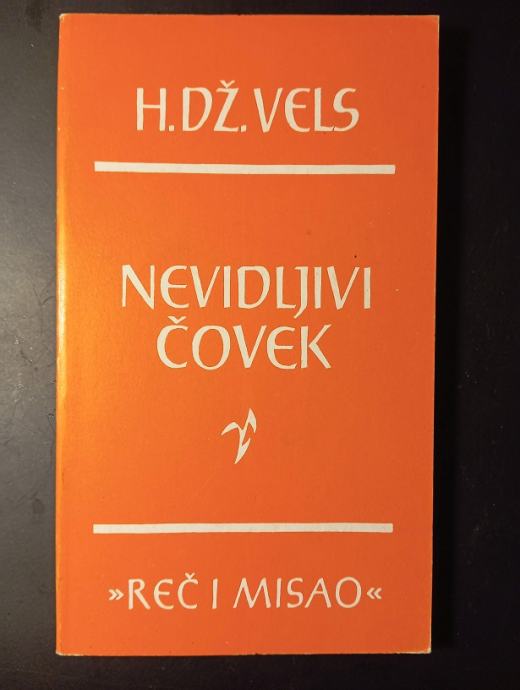 H.DŽ.VELS
NEVIDLJIVI
ČOVEK
»REČ I MISAO«